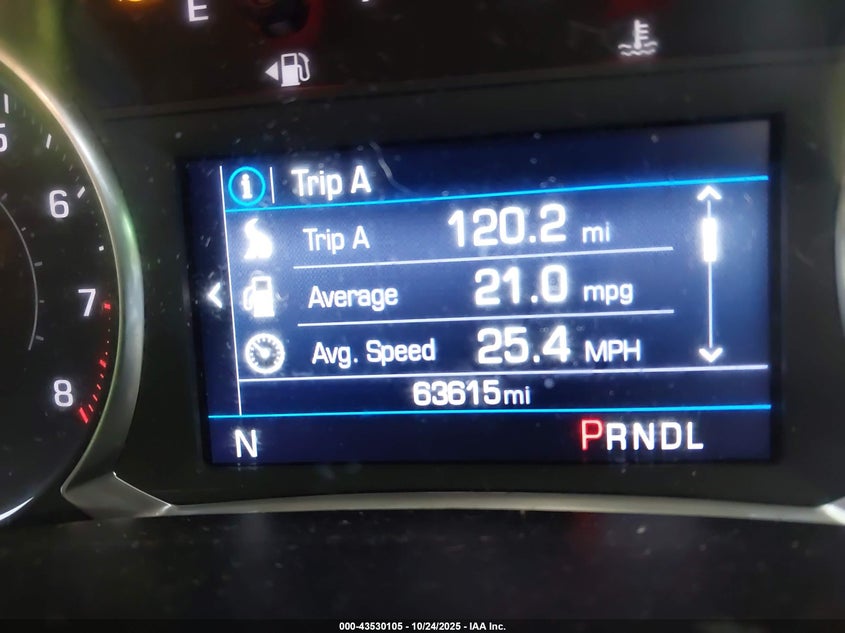 E
5
6
7
8
i Trip A
Trip A 120.2 mi
Average 21.0 mpg
Avg. Speed 25.4 MPH
63615mi
N PRNDL
000-43530105 - 10/24/2025 - IAA Inc.